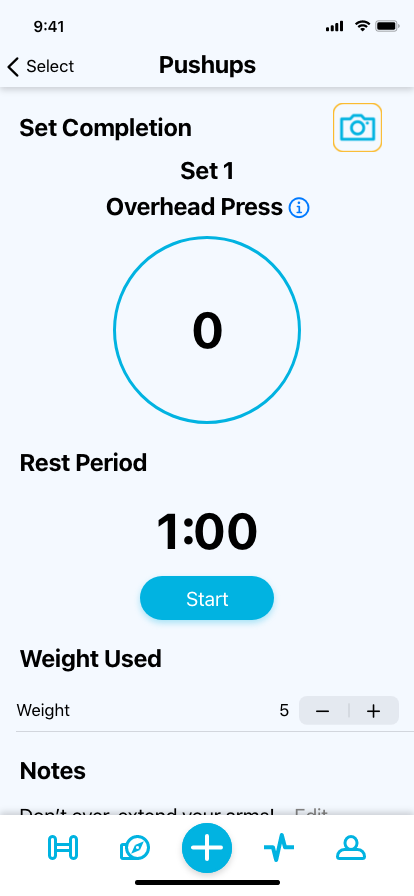 9:41
Select
Pushups
Set Completion
Set 1
Overhead Press
0
Rest Period
1:00
Start
Weight Used
Weight 5 − +
Notes
Don't over-extend your arms! Edit